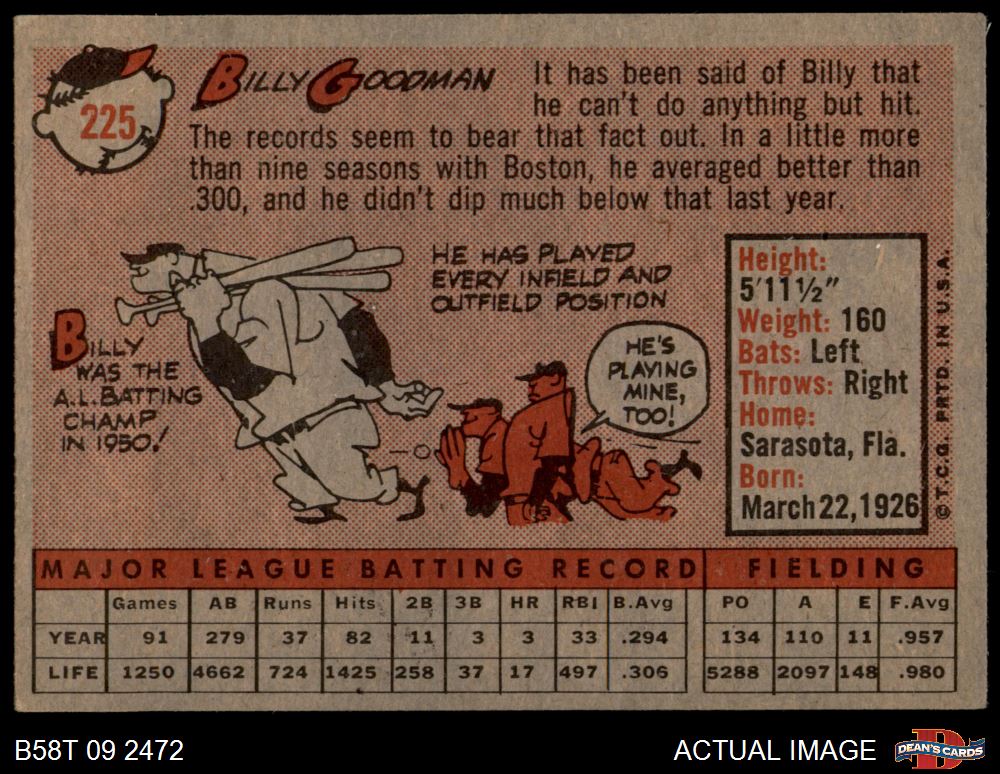 225
BILLY GOODMAN
It has been said of Billy that
he can't do anything but hit.
The records seem to bear that fact out. In a little more
than nine seasons with Boston, he averaged better than
.300, and he didn't dip much below that last year.
HE HAS PLAYED
EVERY INFIELD AND
OUTFIELD POSITION
BILLY
WAS THE
A.L. BATTING
CHAMP
IN 1950!
HE'S
PLAYING
MINE,
TOO!
Height:
5'11½"
Weight: 160
Bats: Left
Throws: Right
Home:
Sarasota, Fla.
Born:
March 22, 1926
© T.C.G. PRTD. IN U.S.A.
MAJOR LEAGUE BATTING RECORD FIELDING
Games AB Runs Hits 2B 3B HR RBI B.Avg PO A E F.Avg
YEAR 91 279 37 82 11 3 3 33 .294 134 110 11 .957
LIFE 1250 4662 724 1425 258 37 17 497 .306 5288 2097 148 .980
B58T 09 2472
ACTUAL IMAGE
B
DEAN'S CARDS